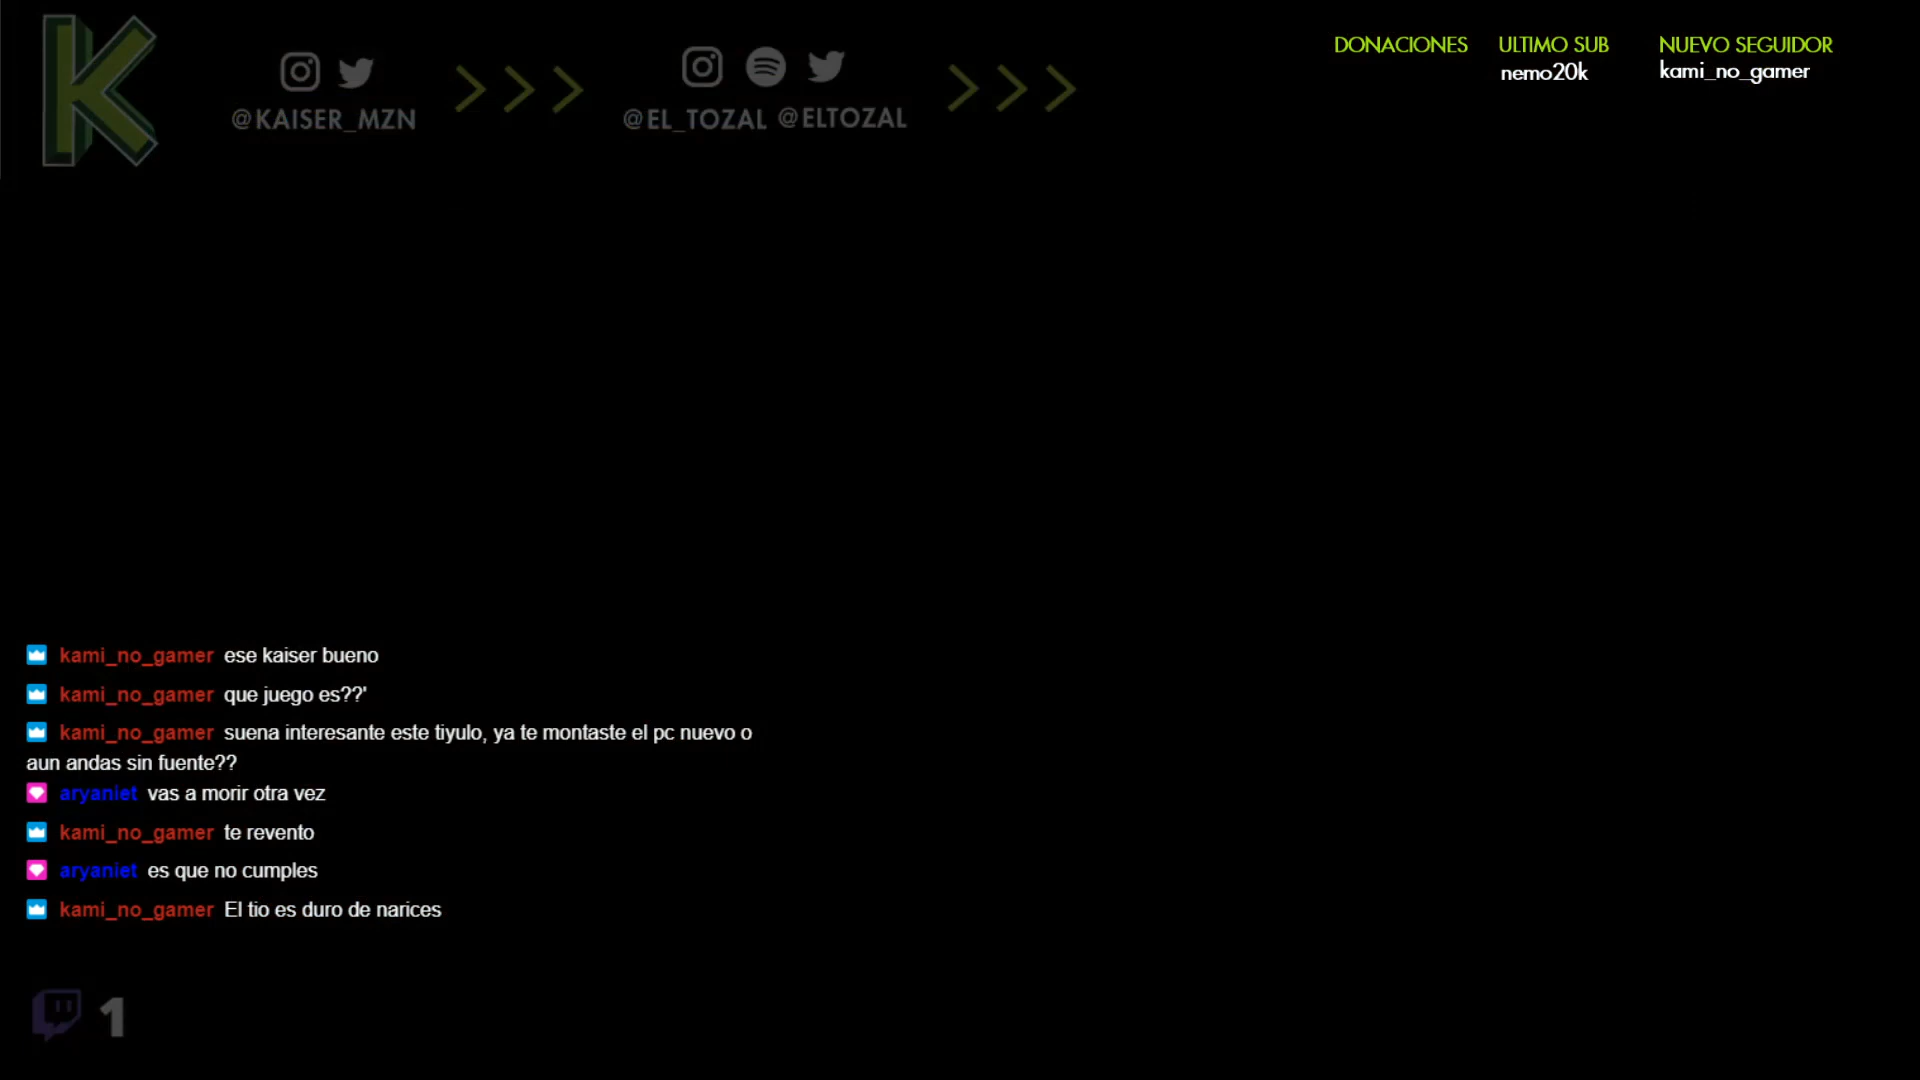 K
@KAISER_MZN
@EL_TOZAL @ELTOZAL
DONACIONES ULTIMO SUB NUEVO SEGUIDOR
nemo20k kami_no_gamer
kami_no_gamer ese kaiser bueno
kami_no_gamer que juego es??'
kami_no_gamer suena interesante este tiyulo, ya te montaste el pc nuevo o
aun andas sin fuente??
aryaniet vas a morir otra vez
kami_no_gamer te revento
aryaniet es que no cumples
kami_no_gamer El tio es duro de narices
1